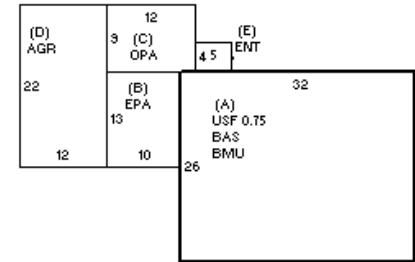 12
(D)
AGR
9 (C)
OPA
(E)
ENT
4 5
22
(B)
EPA
13
32
(A)
USF 0.75
BAS
BMU
12
10
26